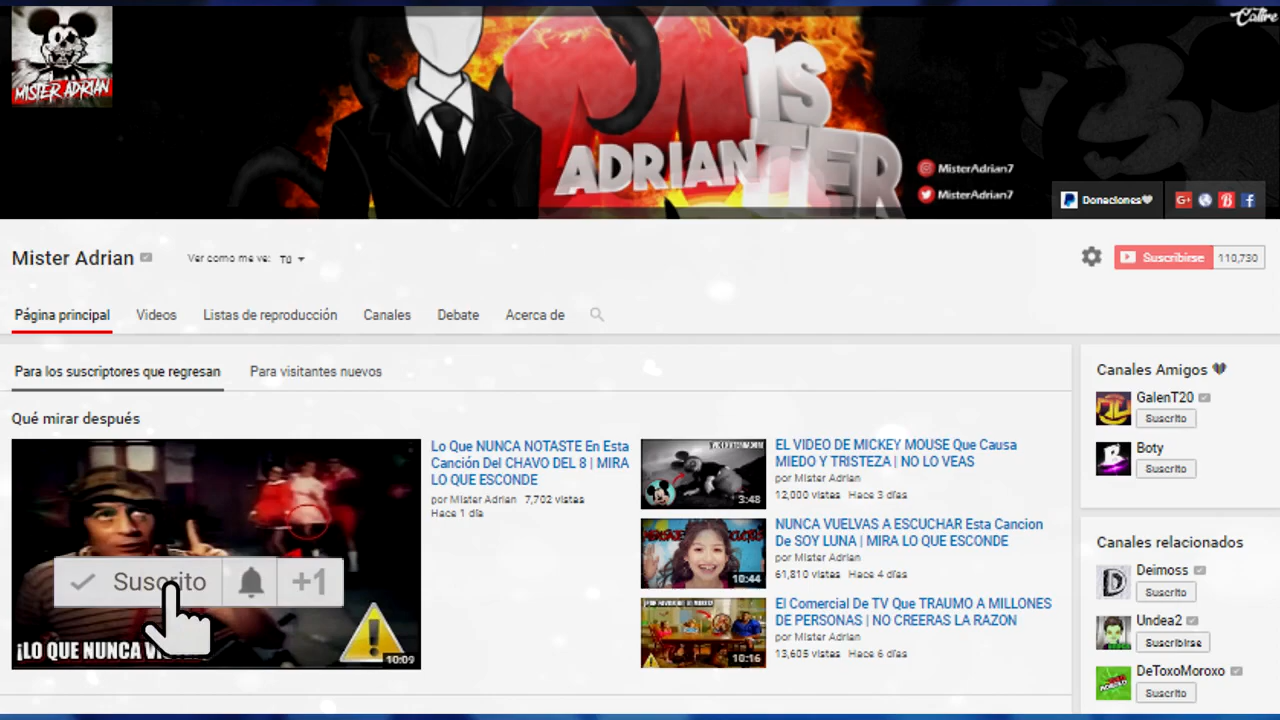 Calire
MISTER ADRIAN
MISTER
ADRIAN
MisterAdrian7
MisterAdrian7
Donaciones
G+
f
Mister Adrian
Ver como me ve: Tú
Suscribirse 110,730
Página principal Videos Listas de reproducción Canales Debate Acerca de
Para los suscriptores que regresan Para visitantes nuevos
Qué mirar después
Lo Que NUNCA NOTASTE En Esta
Canción Del CHAVO DEL 8 | MIRA
LO QUE ESCONDE
por Mister Adrian 7,702 vistas
Hace 1 día
Suscrito +1
¡LO QUE NUNCA
10:09
3:48
EL VIDEO DE MICKEY MOUSE Que Causa
MIEDO Y TRISTEZA | NO LO VEAS
por Mister Adrian
12,000 vistas Hace 3 días
10:44
NUNCA VUELVAS A ESCUCHAR Esta Cancion
De SOY LUNA | MIRA LO QUE ESCONDE
por Mister Adrian
61,810 vistas Hace 4 días
10:16
El Comercial De TV Que TRAUMO A MILLONES
DE PERSONAS | NO CREERAS LA RAZON
por Mister Adrian
13,605 vistas Hace 6 días
Canales Amigos
GalenT20
Suscrito
Boty
Suscrito
Canales relacionados
Deimoss
Suscrito
Undea2
Suscribirse
DeToxoMoroxo
Suscrito